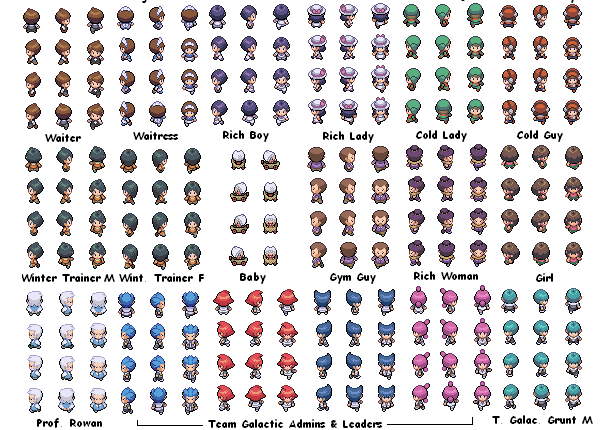 Waiter Waitress Rich Boy Rich Lady Cold Lady Cold Guy
Winter Trainer M Wint. Trainer F Baby Gym Guy Rich Woman Girl
Prof. Rowan Team Galactic Admins & Leaders T. Galac. Grunt M